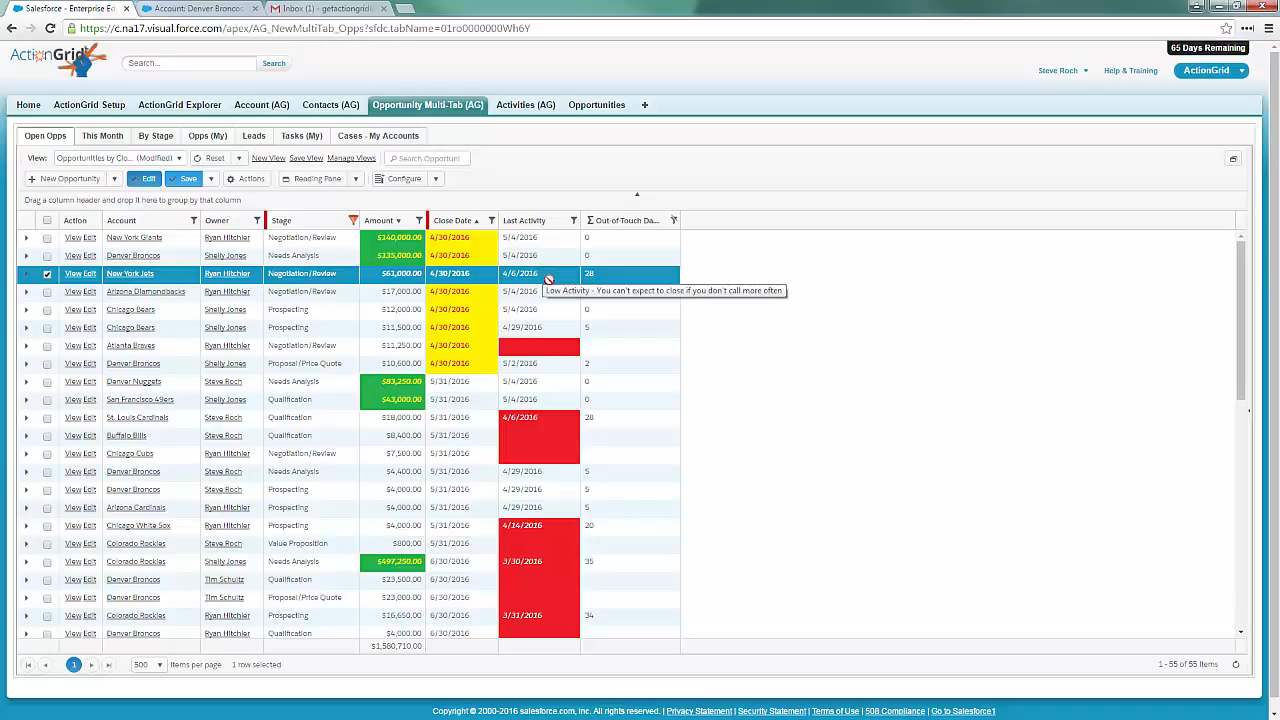 Salesforce - Enterprise Ed x Account: Denver Broncos x Inbox (1) - getactiongrid@ x
https://c.na17.visual.force.com/apex/AG_NewMultiTab_Opps?sfdc.tabName=01ro0000000Wh6Y
65 Days Remaining
ActionGrid Search... Search Steve Roch Help & Training ActionGrid
Home ActionGrid Setup ActionGrid Explorer Account (AG) Contacts (AG) Opportunity Multi-Tab (AG) Activities (AG) Opportunities +
Open Opps This Month By Stage Opps (My) Leads Tasks (My) Cases - My Accounts
View: Opportunities by Clo... (Modified) Reset New View Save View Manage Views Search Opportuni
+ New Opportunity Edit Save Actions Reading Pane Configure
Drag a column header and drop it here to group by that column
Action Account Owner Stage Amount Close Date Last Activity Σ Out-of-Touch Da...
View Edit New York Giants Ryan Hitchler Negotiation/Review $140,000.00 4/30/2016 5/4/2016 0
View Edit Denver Broncos Shelly Jones Needs Analysis $135,000.00 4/30/2016 5/4/2016 0
View Edit New York Jets Ryan Hitchler Negotiation/Review $61,000.00 4/30/2016 4/6/2016 28
View Edit Arizona Diamondbacks Ryan Hitchler Negotiation/Review $17,000.00 4/30/2016 5/4/2016 Low Activity - You can't expect to close if you don't call more often
View Edit Chicago Bears Shelly Jones Prospecting $12,000.00 4/30/2016 5/4/2016 0
View Edit Chicago Bears Shelly Jones Prospecting $11,500.00 4/30/2016 4/29/2016 5
View Edit Atlanta Braves Ryan Hitchler Negotiation/Review $11,250.00 4/30/2016
View Edit Denver Broncos Shelly Jones Proposal/Price Quote $10,600.00 4/30/2016 5/2/2016 2
View Edit Denver Nuggets Steve Roch Needs Analysis $83,250.00 5/31/2016 5/4/2016 0
View Edit San Francisco 49ers Shelly Jones Qualification $43,000.00 5/31/2016 5/4/2016 0
View Edit St. Louis Cardinals Steve Roch Qualification $18,000.00 5/31/2016 4/6/2016 28
View Edit Buffalo Bills Steve Roch Qualification $8,400.00 5/31/2016
View Edit Chicago Cubs Steve Roch Negotiation/Review $7,500.00 5/31/2016
View Edit Denver Broncos Steve Roch Needs Analysis $4,400.00 5/31/2016 4/29/2016 5
View Edit Denver Broncos Steve Roch Prospecting $4,000.00 5/31/2016 4/29/2016 5
View Edit Arizona Cardinals Ryan Hitchler Prospecting $4,000.00 5/31/2016 4/29/2016 5
View Edit Chicago White Sox Ryan Hitchler Prospecting $4,000.00 5/31/2016 4/14/2016 20
View Edit Colorado Rockies Steve Roch Value Proposition $800.00 5/31/2016
View Edit Colorado Rockies Shelly Jones Needs Analysis $497,250.00 6/30/2016 3/30/2016 35
View Edit Denver Broncos Tim Schultz Qualification $23,500.00 6/30/2016
View Edit Denver Broncos Tim Schultz Proposal/Price Quote $23,000.00 6/30/2016
View Edit Colorado Rockies Ryan Hitchler Prospecting $16,650.00 6/30/2016 3/31/2016 34
View Edit Denver Broncos Ryan Hitchler Qualification $4,000.00 6/30/2016
$1,580,710.00
1 500 Items per page 1 row selected 1 - 55 of 55 Items
Copyright © 2000-2016 salesforce.com, inc. All rights reserved. | Privacy Statement | Security Statement | Terms of Use | 508 Compliance | Go to Salesforce1